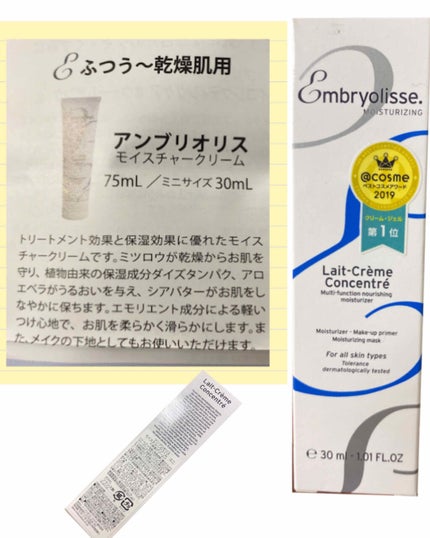 ふつう〜乾燥肌用
アンブリオリス
モイスチャークリーム
75mL ／ミニサイズ 30mL
トリートメント効果と保湿効果に優れたモイス
チャークリームです。ミツロウが乾燥からお肌を
守り、植物由来の保湿成分ダイズタンパク、アロ
エベラがうるおいを与え、シアバターがお肌をし
なやかに保ちます。エモリエント成分による軽い
つけ心地で、お肌を柔らかく滑らかにします。ま
た、メイクの下地としてもお使いいただけます。
Embryolisse.
MOISTURIZING
@cosme
ベストコスメアワード
2019
クリーム・ジェル
第1位
Lait-Crème
Concentré
Multi-function nourishing
moisturizer
Moisturizer - Make-up primer
Moisturizing mask
For all skin types
Tolerance
dermatologically tested
℮ 30 ml - 1.01 FL.OZ
Lait-Crème
Concentré